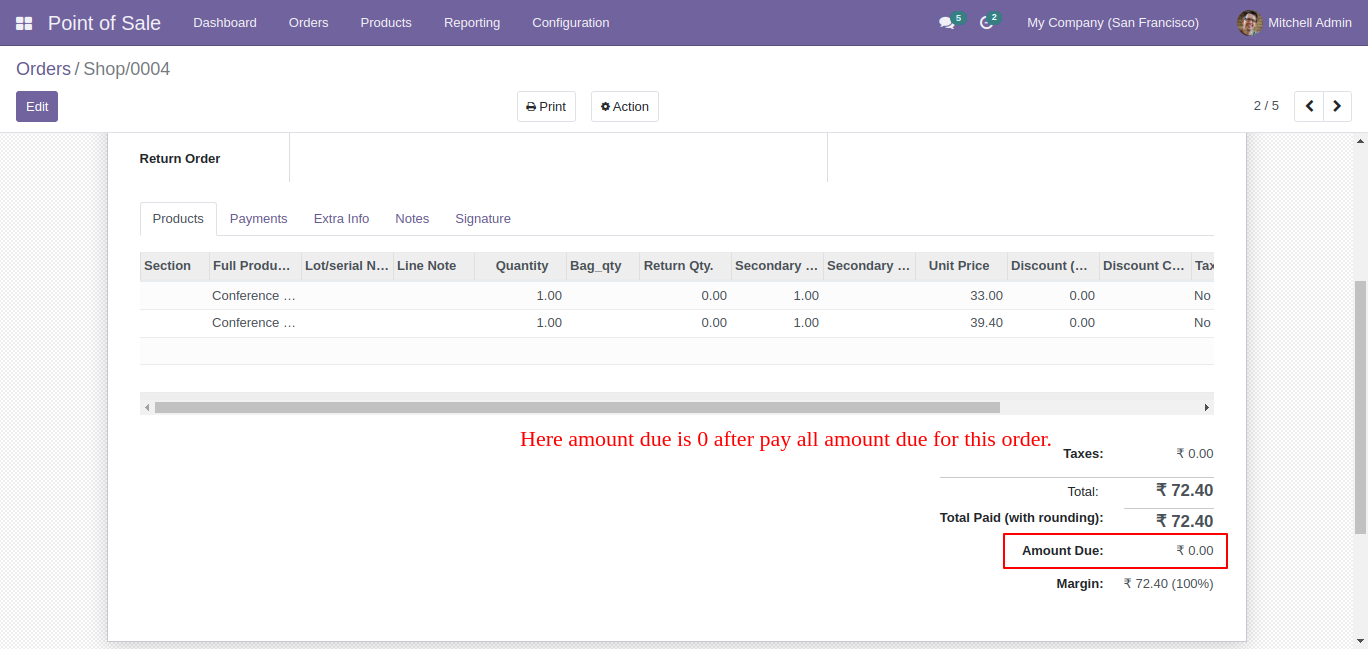 Point of Sale Dashboard Orders Products Reporting Configuration 5 2 My Company (San Francisco) Mitchell Admin
Orders / Shop/0004
Edit Print Action 2 / 5
Return Order
Products Payments Extra Info Notes Signature
Section Full Produ… Lot/serial N… Line Note Quantity Bag_qty Return Qty. Secondary … Secondary … Unit Price Discount (… Discount C… Tax
Conference … 1.00 0.00 1.00 33.00 0.00 No
Conference … 1.00 0.00 1.00 39.40 0.00 No
Here amount due is 0 after pay all amount due for this order.
Taxes: ₹ 0.00
Total: ₹ 72.40
Total Paid (with rounding): ₹ 72.40
Amount Due: ₹ 0.00
Margin: ₹ 72.40 (100%)